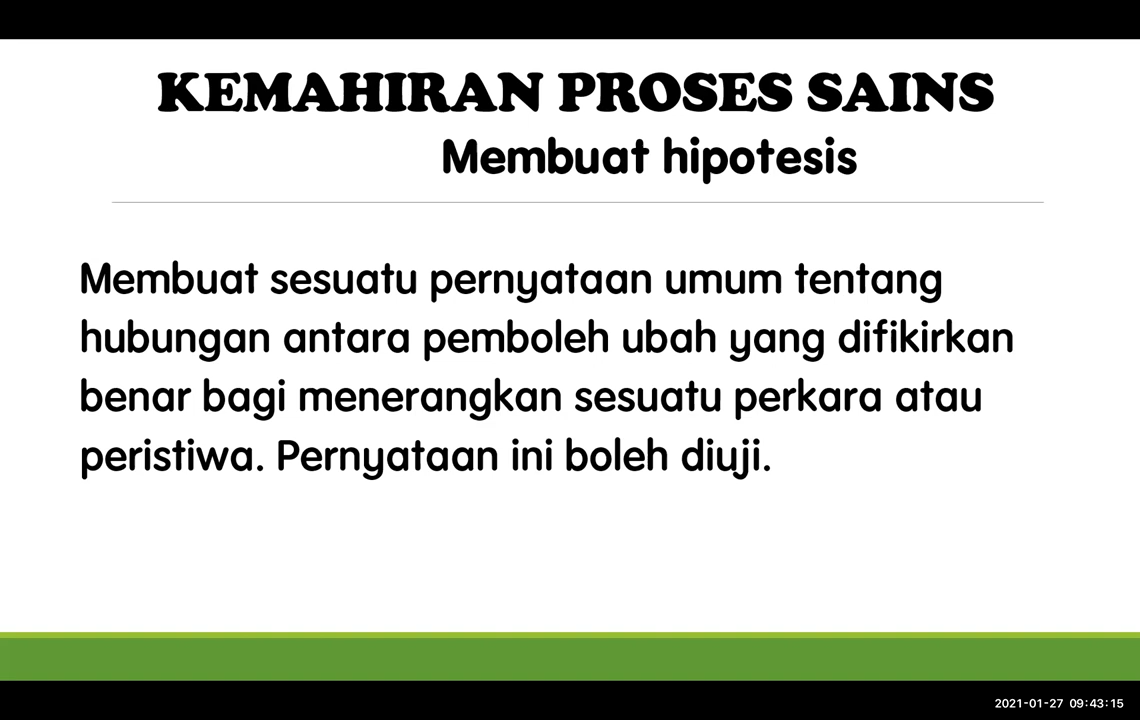 KEMAHIRAN PROSES SAINS
Membuat hipotesis
Membuat sesuatu pernyataan umum tentang
hubungan antara pemboleh ubah yang difikirkan
benar bagi menerangkan sesuatu perkara atau
peristiwa. Pernyataan ini boleh diuji.
2021-01-27 09:43:15